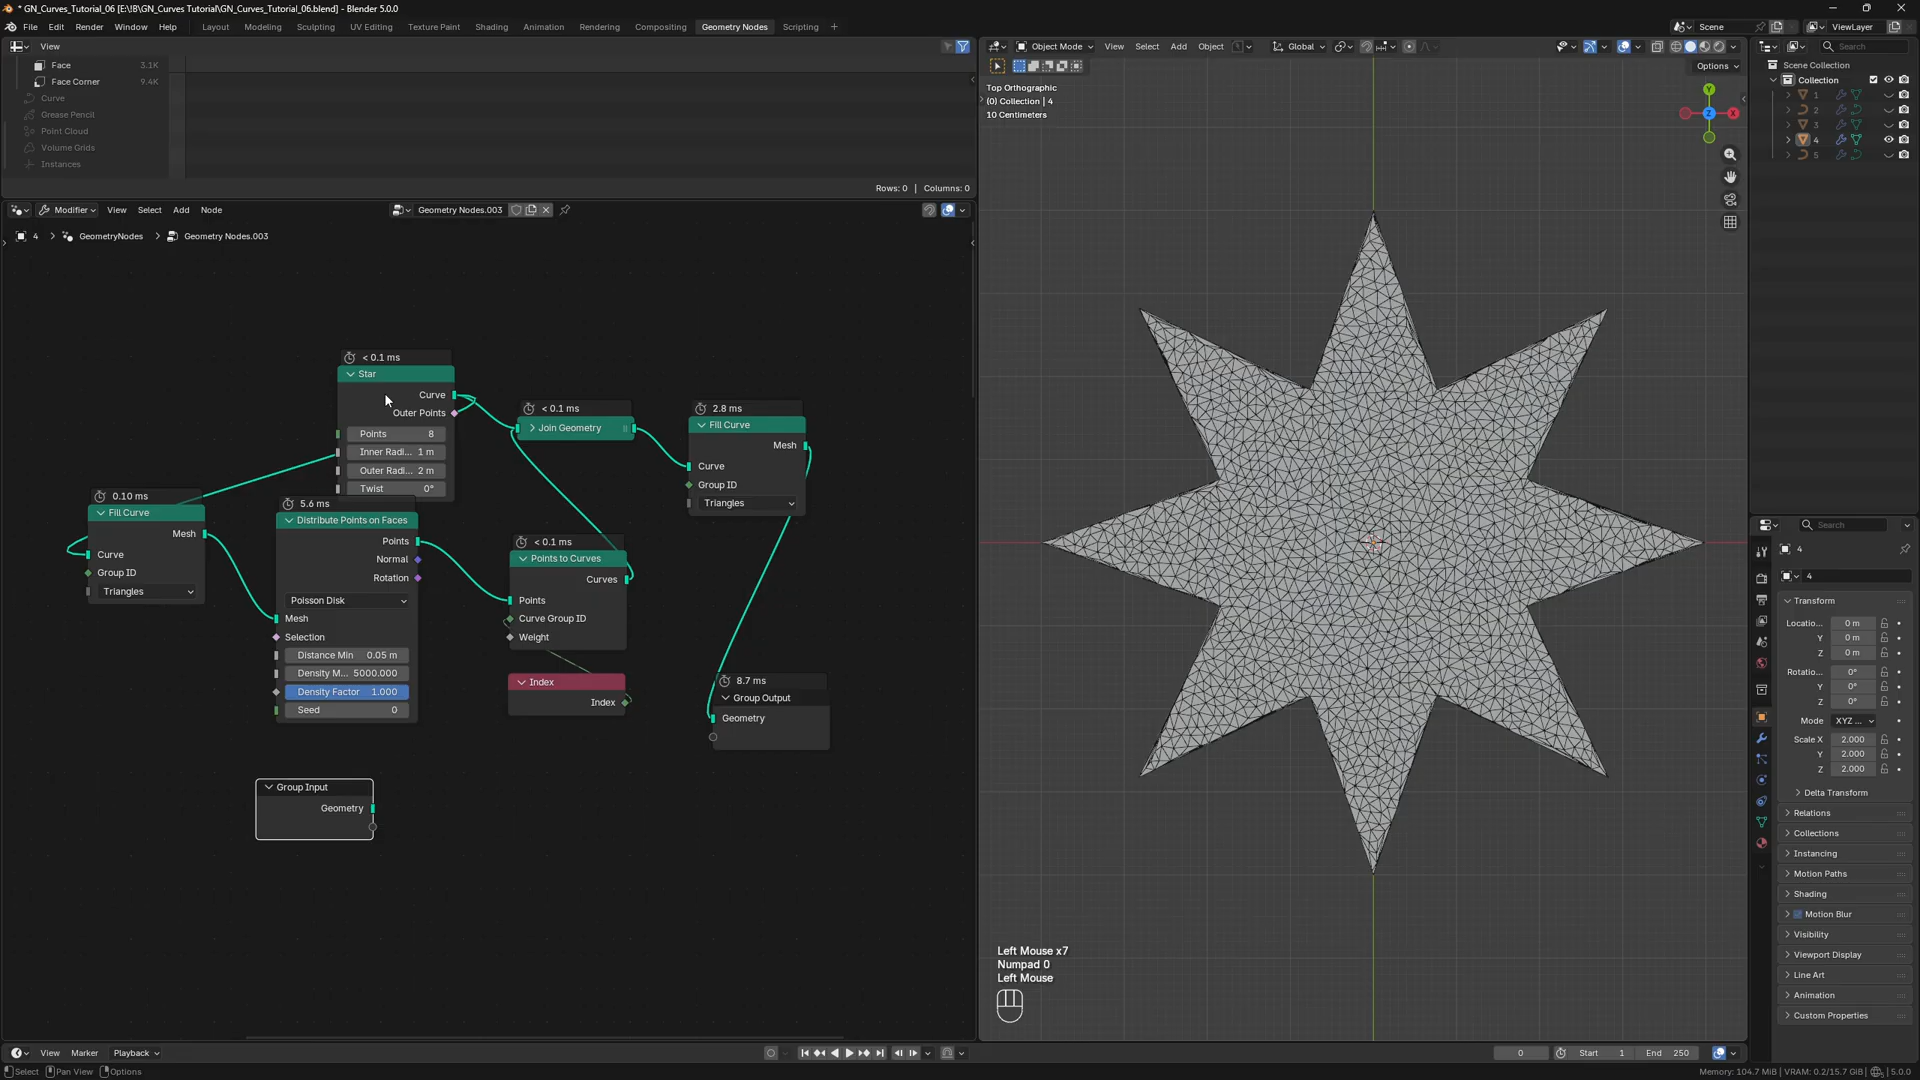 * GN_Curves_Tutorial_06 [E:\!B\GN_Curves Tutorial\GN_Curves_Tutorial_06.blend] - Blender 5.0.0
File Edit Render Window Help Layout Modeling Sculpting UV Editing Texture Paint Shading Animation Rendering Compositing Geometry Nodes Scripting + Scene ViewLayer
View
Face 3.1K
Face Corner 9.4K
Curve
Grease Pencil
Point Cloud
Volume Grids
Instances
Rows: 0 | Columns: 0
Modifier View Select Add Node Geometry Nodes.003
4 > GeometryNodes > Geometry Nodes.003
< 0.1 ms
Star
Curve
Outer Points
Points 8
Inner Radi... 1 m
Outer Radi... 2 m
Twist 0°
< 0.1 ms
Join Geometry
2.8 ms
Fill Curve
Mesh
Curve
Group ID
Triangles
0.10 ms
Fill Curve
Mesh
Curve
Group ID
Triangles
5.6 ms
Distribute Points on Faces
Points
Normal
Rotation
Poisson Disk
Mesh
Selection
Distance Min 0.05 m
Density M... 5000.000
Density Factor 1.000
Seed 0
< 0.1 ms
Points to Curves
Curves
Points
Curve Group ID
Weight
Index
Index
8.7 ms
Group Output
Geometry
Group Input
Geometry
Object Mode View Select Add Object Global
Options
Top Orthographic
(0) Collection | 4
10 Centimeters
Y
X
Z
Left Mouse x7
Numpad 0
Left Mouse
Search
Scene Collection
Collection
1
2
3
4
5
Search
4
4
Transform
Locatio... 0 m
Y 0 m
Z 0 m
Rotatio... 0°
Y 0°
Z 0°
Mode XYZ ...
Scale X 2.000
Y 2.000
Z 2.000
Delta Transform
Relations
Collections
Instancing
Motion Paths
Shading
Motion Blur
Visibility
Viewport Display
Line Art
Animation
Custom Properties
View Marker Playback 0 Start 1 End 250
Select Pan View Options Memory: 104.7 MiB | VRAM: 0.2/15.7 GiB | 5.0.0